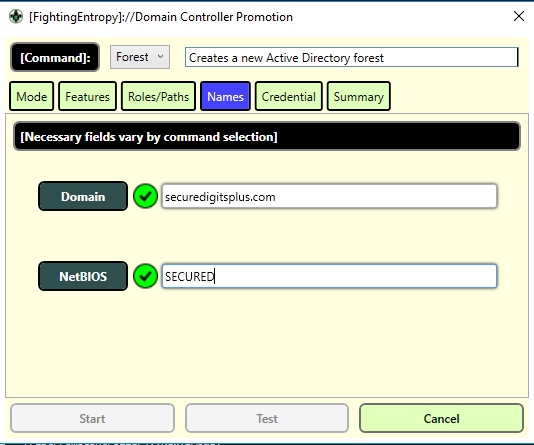 [FightingEntropy]://Domain Controller Promotion
[Command]: Forest Creates a new Active Directory forest
Mode Features Roles/Paths Names Credential Summary
[Necessary fields vary by command selection]
Domain securedigitsplus.com
NetBIOS SECURED
Start Test Cancel